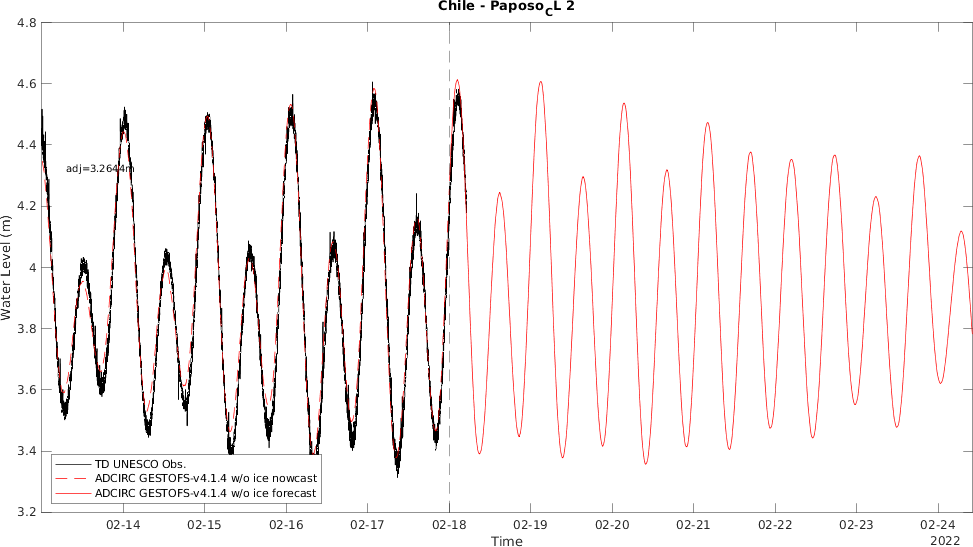 Chile - Paposo_CL 2
4.8
4.6
4.4
4.2
4
3.8
3.6
3.4
3.2
Water Level (m)
adj=3.2644m
TD UNESCO Obs.
ADCIRC GESTOFS-v4.1.4 w/o ice nowcast
ADCIRC GESTOFS-v4.1.4 w/o ice forecast
02-14 02-15 02-16 02-17 02-18 02-19 02-20 02-21 02-22 02-23 02-24
Time
2022